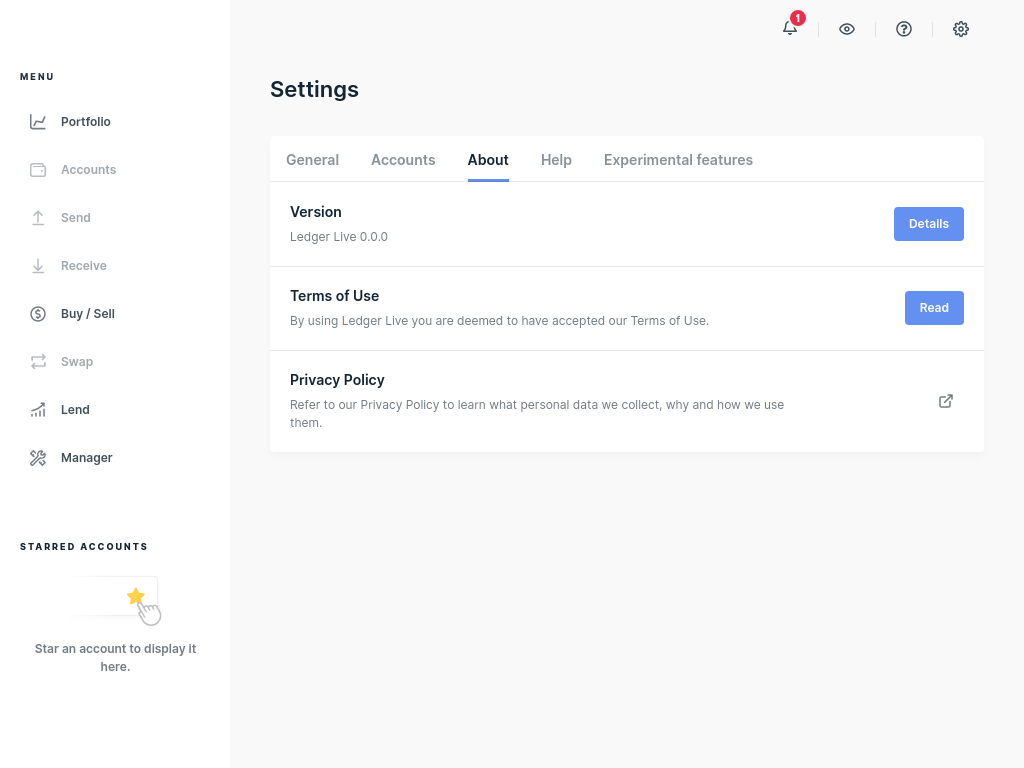 1
MENU
Portfolio
Accounts
Send
Receive
Buy / Sell
Swap
Lend
Manager
STARRED ACCOUNTS
Star an account to display it
here.
Settings
General Accounts About Help Experimental features
Version
Ledger Live 0.0.0
Details
Terms of Use
By using Ledger Live you are deemed to have accepted our Terms of Use.
Read
Privacy Policy
Refer to our Privacy Policy to learn what personal data we collect, why and how we use
them.